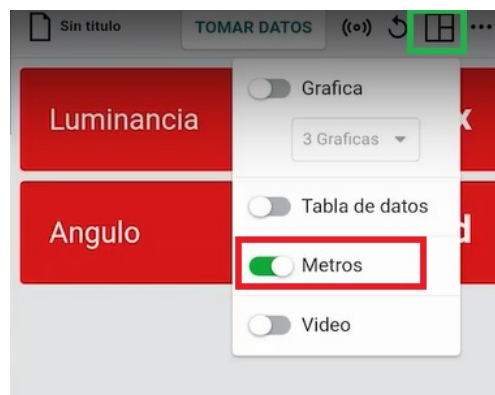 Sin titulo TOMAR DATOS
Grafica
Luminancia x
3 Graficas
Tabla de datos
Angulo d
Metros
Video